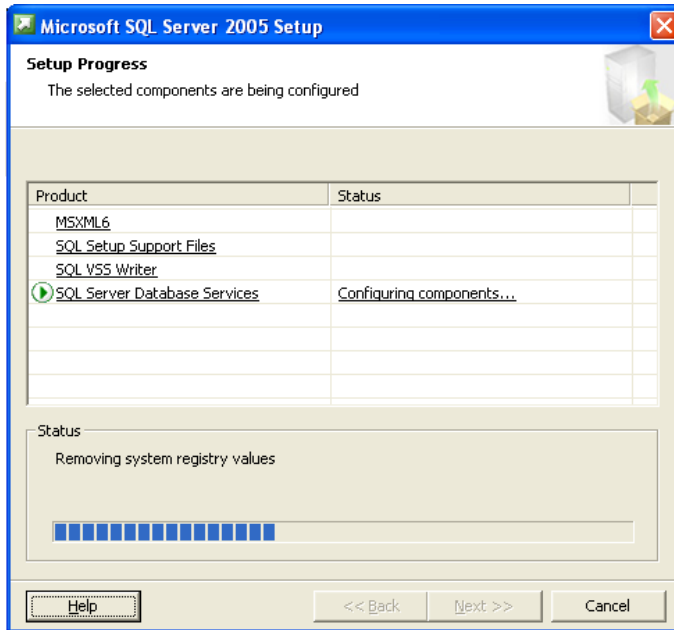 Microsoft SQL Server 2005 Setup
Setup Progress
The selected components are being configured
Product Status
MSXML6
SQL Setup Support Files
SQL VSS Writer
SQL Server Database Services Configuring components...
Status
Removing system registry values
Help << Back Next >> Cancel